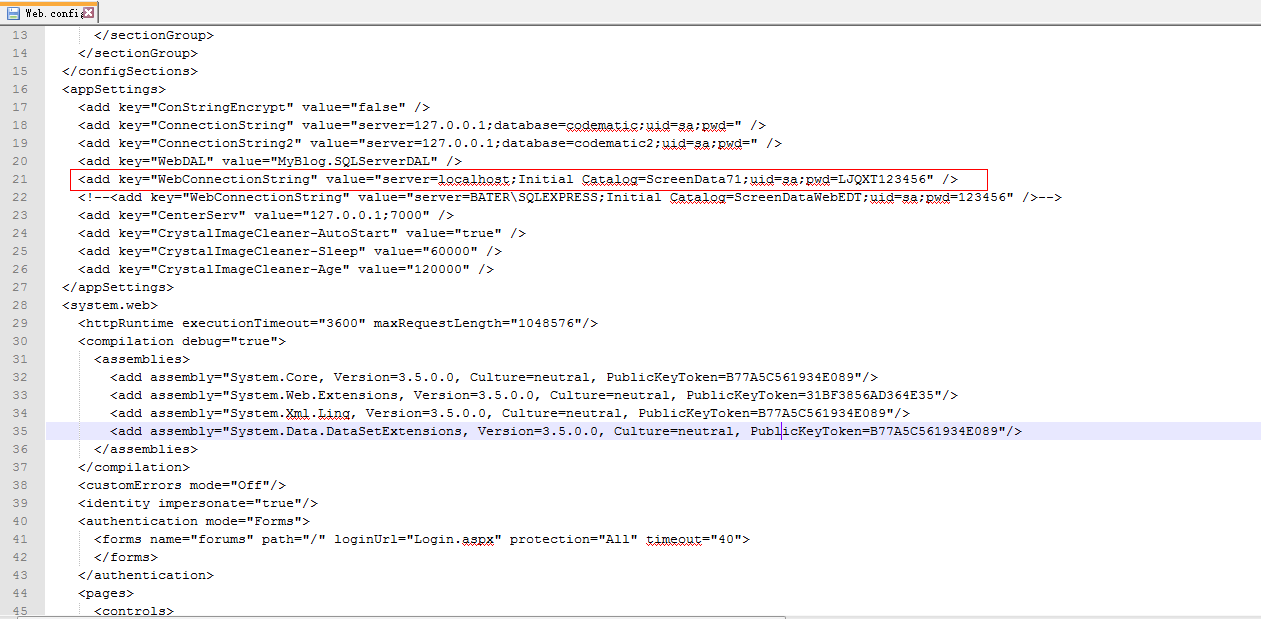 Web.config
13 </sectionGroup>
14 </sectionGroup>
15 </configSections>
16 <appSettings>
17 <add key="ConStringEncrypt" value="false" />
18 <add key="ConnectionString" value="server=127.0.0.1;database=codematic;uid=sa;pwd=" />
19 <add key="ConnectionString2" value="server=127.0.0.1;database=codematic2;uid=sa;pwd=" />
20 <add key="WebDAL" value="MyBlog.SQLServerDAL" />
21 <add key="WebConnectionString" value="server=localhost;Initial Catalog=ScreenData71;uid=sa;pwd=LJQXT123456" />
22 <!--<add key="WebConnectionString" value="server=BATER\SQLEXPRESS;Initial Catalog=ScreenDataWebEDT;uid=sa;pwd=123456" />-->
23 <add key="CenterServ" value="127.0.0.1;7000" />
24 <add key="CrystalImageCleaner-AutoStart" value="true" />
25 <add key="CrystalImageCleaner-Sleep" value="60000" />
26 <add key="CrystalImageCleaner-Age" value="120000" />
27 </appSettings>
28 <system.web>
29 <httpRuntime executionTimeout="3600" maxRequestLength="1048576"/>
30 <compilation debug="true">
31 <assemblies>
32 <add assembly="System.Core, Version=3.5.0.0, Culture=neutral, PublicKeyToken=B77A5C561934E089"/>
33 <add assembly="System.Web.Extensions, Version=3.5.0.0, Culture=neutral, PublicKeyToken=31BF3856AD364E35"/>
34 <add assembly="System.Xml.Linq, Version=3.5.0.0, Culture=neutral, PublicKeyToken=B77A5C561934E089"/>
35 <add assembly="System.Data.DataSetExtensions, Version=3.5.0.0, Culture=neutral, PublicKeyToken=B77A5C561934E089"/>
36 </assemblies>
37 </compilation>
38 <customErrors mode="Off"/>
39 <identity impersonate="true"/>
40 <authentication mode="Forms">
41 <forms name="forums" path="/" loginUrl="Login.aspx" protection="All" timeout="40">
42 </forms>
43 </authentication>
44 <pages>
45 <controls>